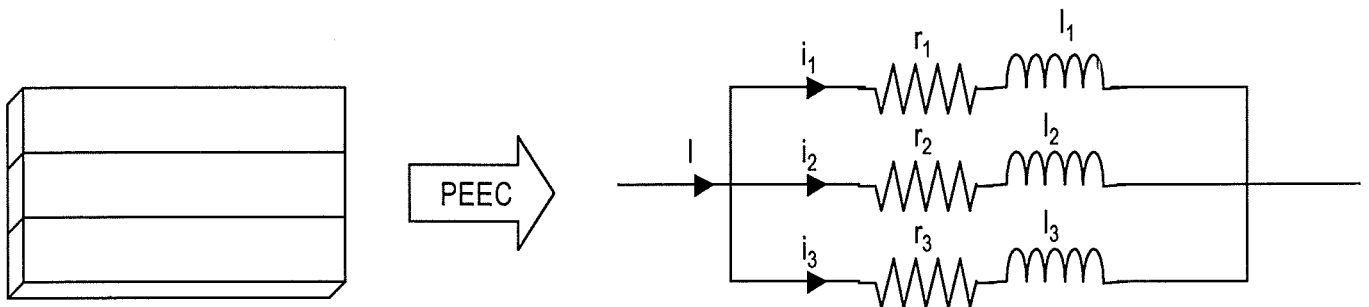 PEEC
I
i₁ r₁ l₁
i₂ r₂ l₂
i₃ r₃ l₃